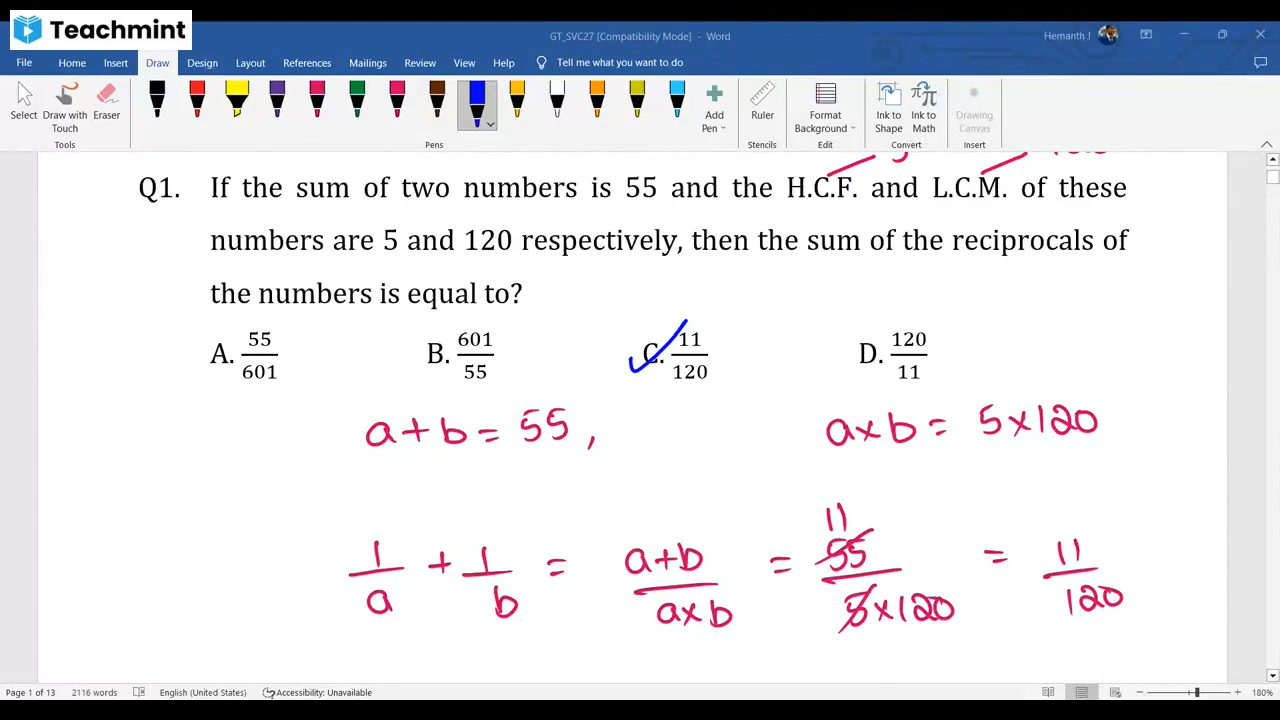 Teachmint
GT_SVC27 [Compatibility Mode] - Word
Hemanth J
File Home Insert Draw Design Layout References Mailings Review View Help Tell me what you want to do
Select Draw with Touch Eraser
Add Pen
Ruler
Format Background
Ink to Shape
Ink to Math
Drawing Canvas
Tools Pens Stencils Edit Convert Insert
Q1. If the sum of two numbers is 55 and the H.C.F. and L.C.M. of these
numbers are 5 and 120 respectively, then the sum of the reciprocals of
the numbers is equal to?
A. 55/601 B. 601/55 C. 11/120 D. 120/11
a+b = 55, a×b = 5×120
1/a + 1/b = a+b/a×b = 11 55/5×120 = 11/120
Page 1 of 13 2116 words English (United States) Accessibility: Unavailable 180%